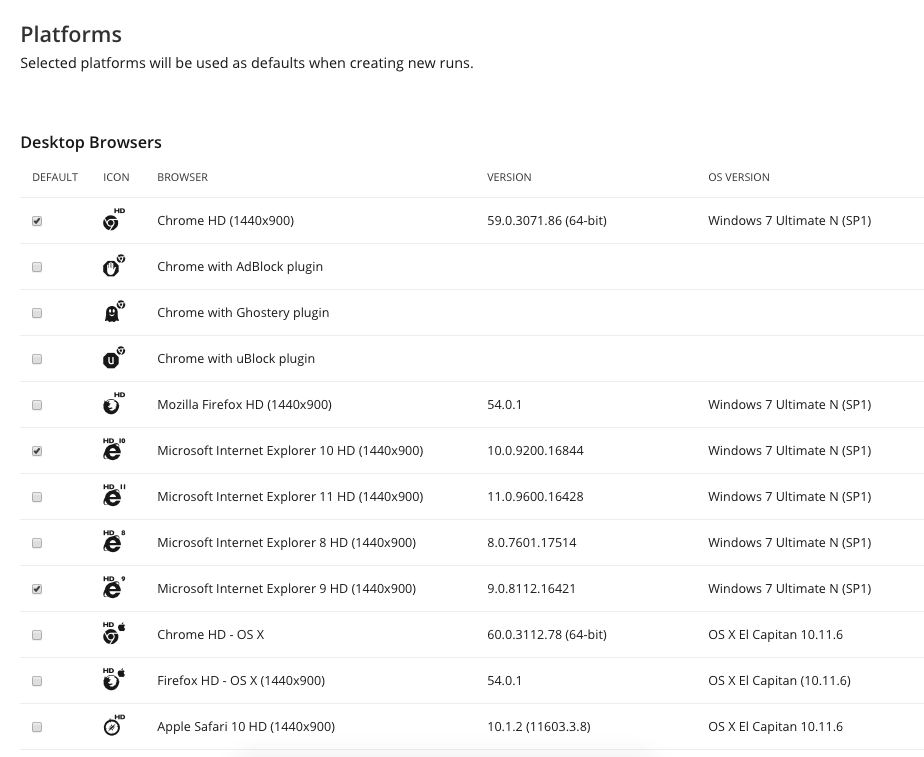 Platforms
Selected platforms will be used as defaults when creating new runs.
Desktop Browsers
DEFAULT ICON BROWSER VERSION OS VERSION
HD Chrome HD (1440x900) 59.0.3071.86 (64-bit) Windows 7 Ultimate N (SP1)
Chrome with AdBlock plugin
Chrome with Ghostery plugin
u Chrome with uBlock plugin
HD Mozilla Firefox HD (1440x900) 54.0.1 Windows 7 Ultimate N (SP1)
HD 10 Microsoft Internet Explorer 10 HD (1440x900) 10.0.9200.16844 Windows 7 Ultimate N (SP1)
HD 11 Microsoft Internet Explorer 11 HD (1440x900) 11.0.9600.16428 Windows 7 Ultimate N (SP1)
HD 8 Microsoft Internet Explorer 8 HD (1440x900) 8.0.7601.17514 Windows 7 Ultimate N (SP1)
HD 9 Microsoft Internet Explorer 9 HD (1440x900) 9.0.8112.16421 Windows 7 Ultimate N (SP1)
HD Chrome HD - OS X 60.0.3112.78 (64-bit) OS X El Capitan 10.11.6
HD Firefox HD - OS X (1440x900) 54.0.1 OS X El Capitan (10.11.6)
HD Apple Safari 10 HD (1440x900) 10.1.2 (11603.3.8) OS X El Capitan 10.11.6